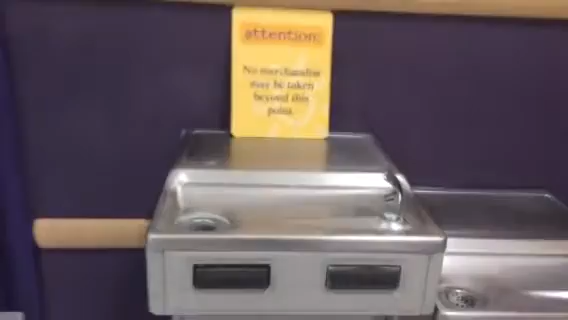 attention:
No merchandise
may be taken
beyond this
point.